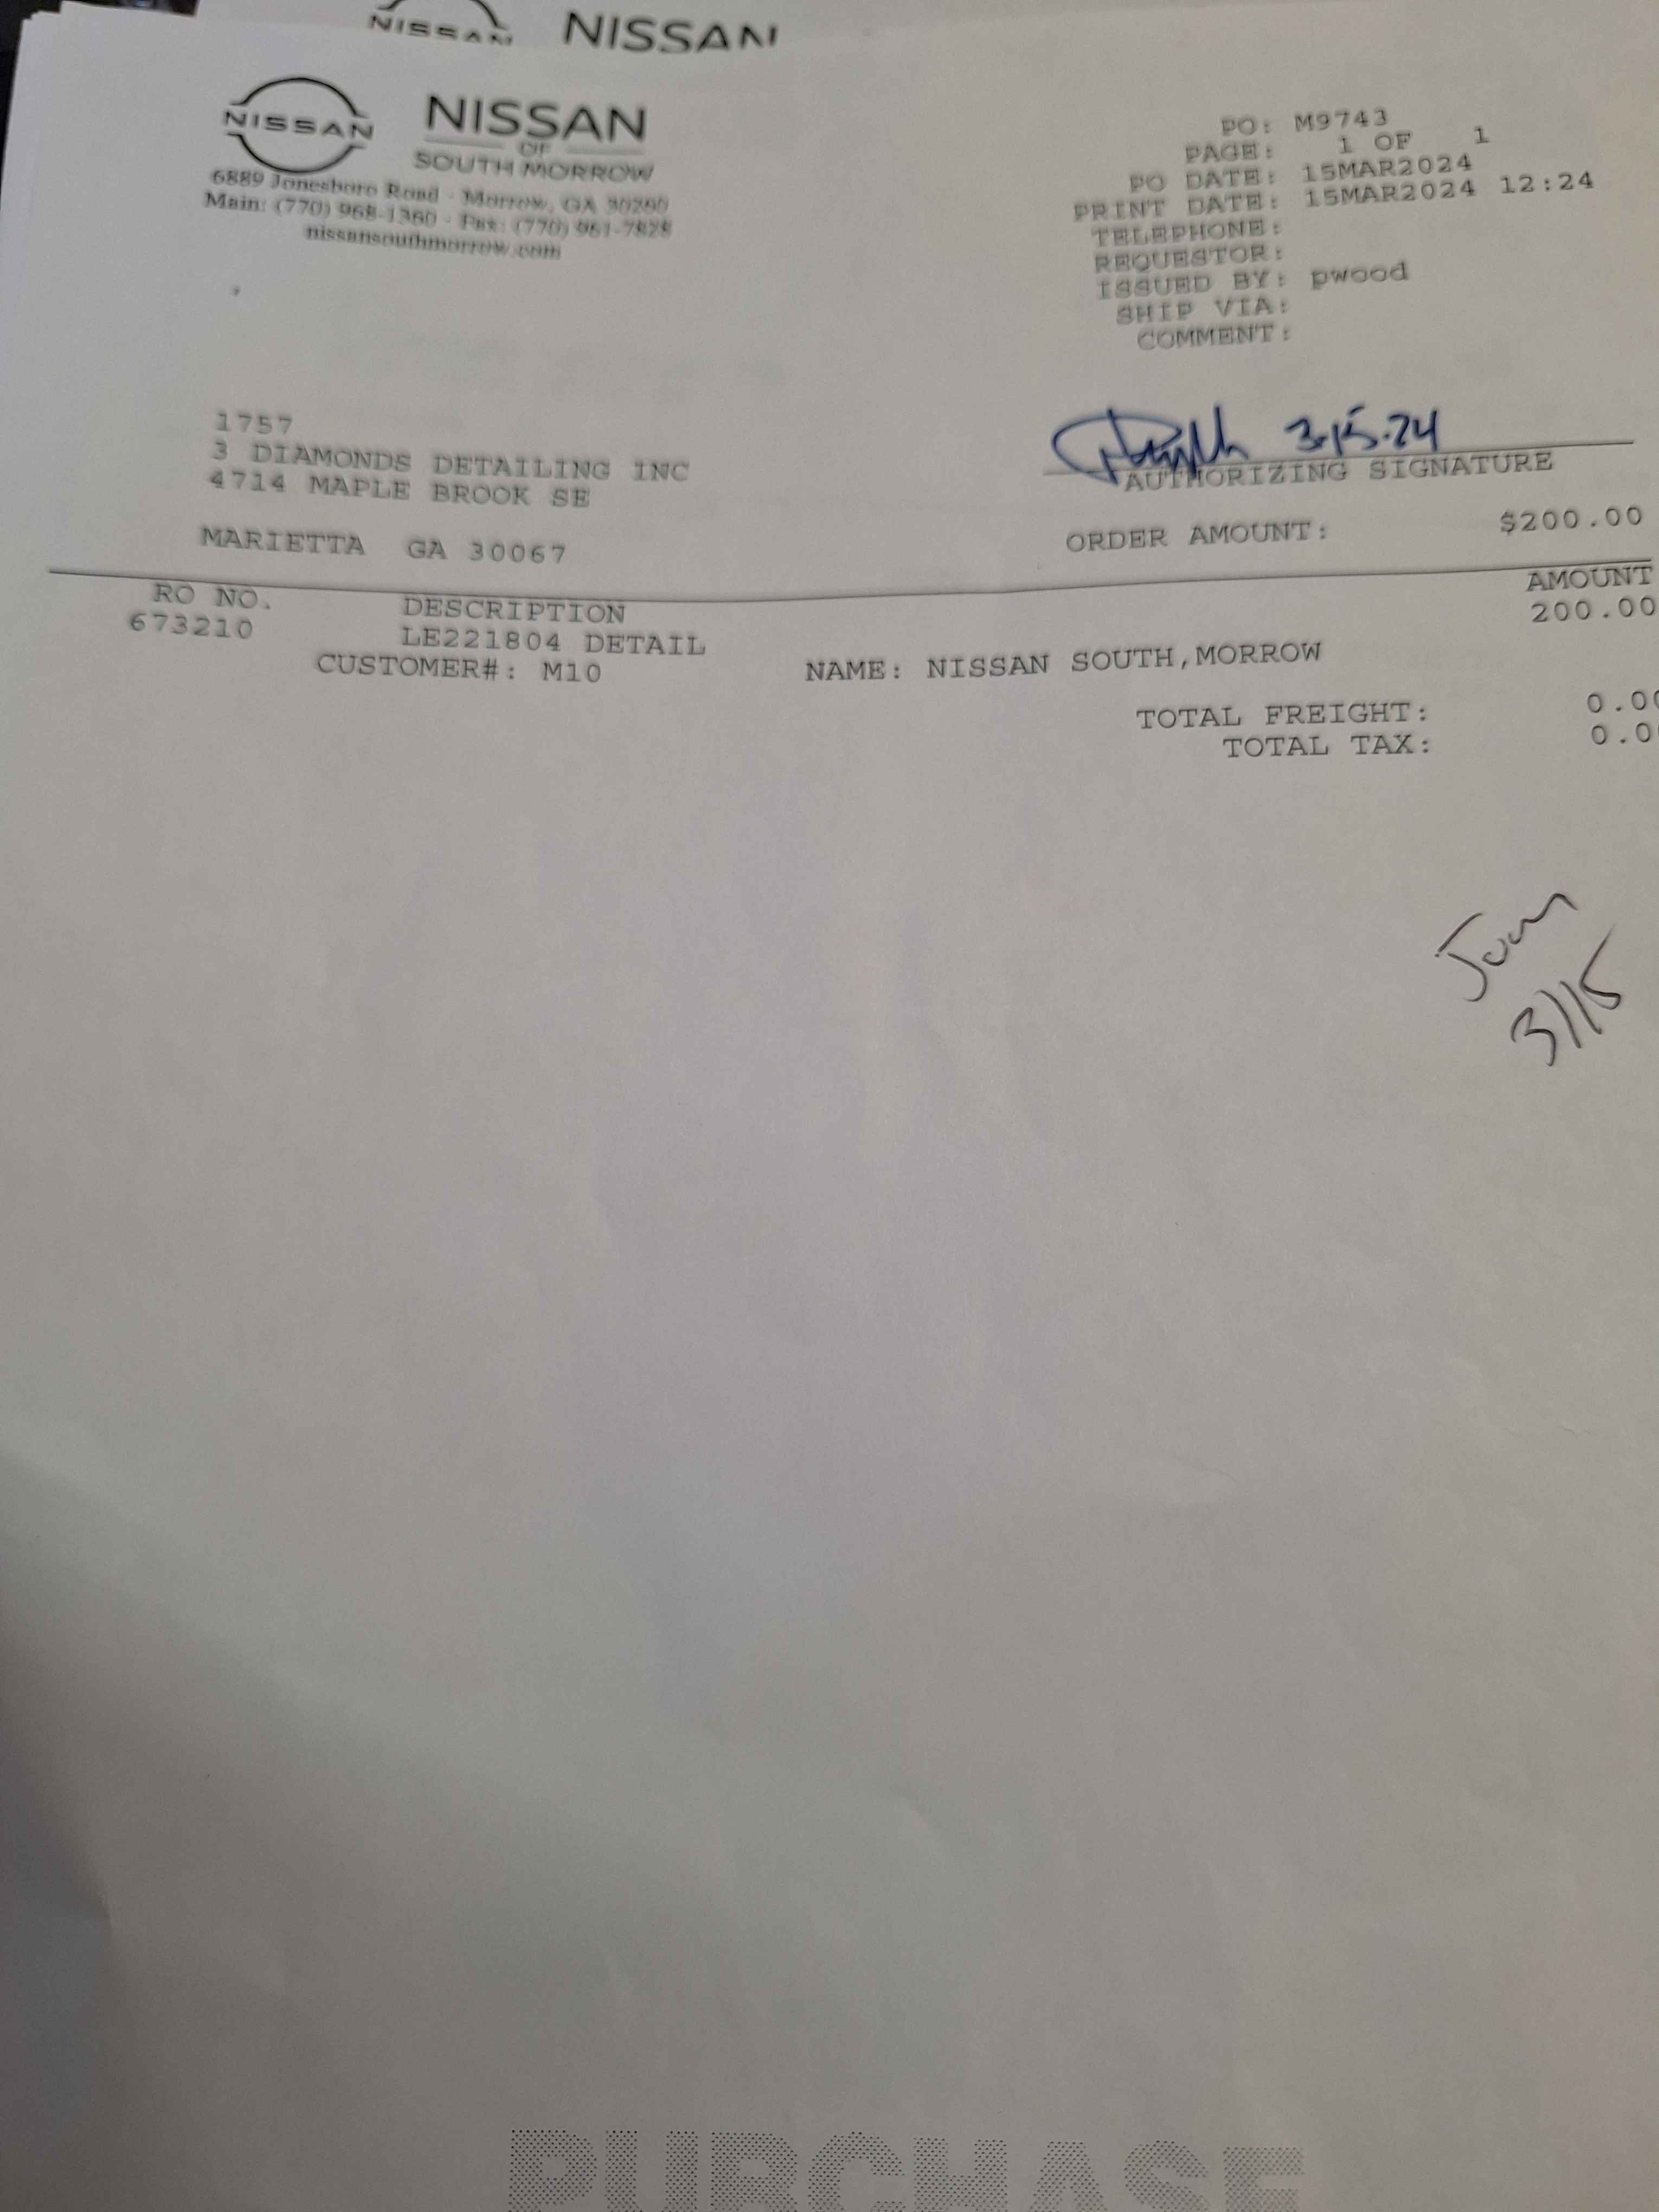 NISSAN NISSAN
NISSAN
NISSAN
OF
SOUTH MORROW
6889 Jonesboro Road - Morrow, GA 30260
Main: (770) 968-1360 - Fax: (770) 961-7828
nissansouthmorrow.com
PO: M9743
PAGE: 1 OF 1
PO DATE: 15MAR2024
PRINT DATE: 15MAR2024 12:24
TELEPHONE:
REQUESTOR:
ISSUED BY: pwood
SHIP VIA:
COMMENT:
1757
3 DIAMONDS DETAILING INC
4714 MAPLE BROOK SE
MARIETTA GA 30067
3-15-24
AUTHORIZING SIGNATURE
ORDER AMOUNT: $200.00
RO NO. DESCRIPTION AMOUNT
673210 LE221804 DETAIL 200.00
CUSTOMER#: M10 NAME: NISSAN SOUTH,MORROW
TOTAL FREIGHT: 0.00
TOTAL TAX: 0.0
3/15
PURCHASE